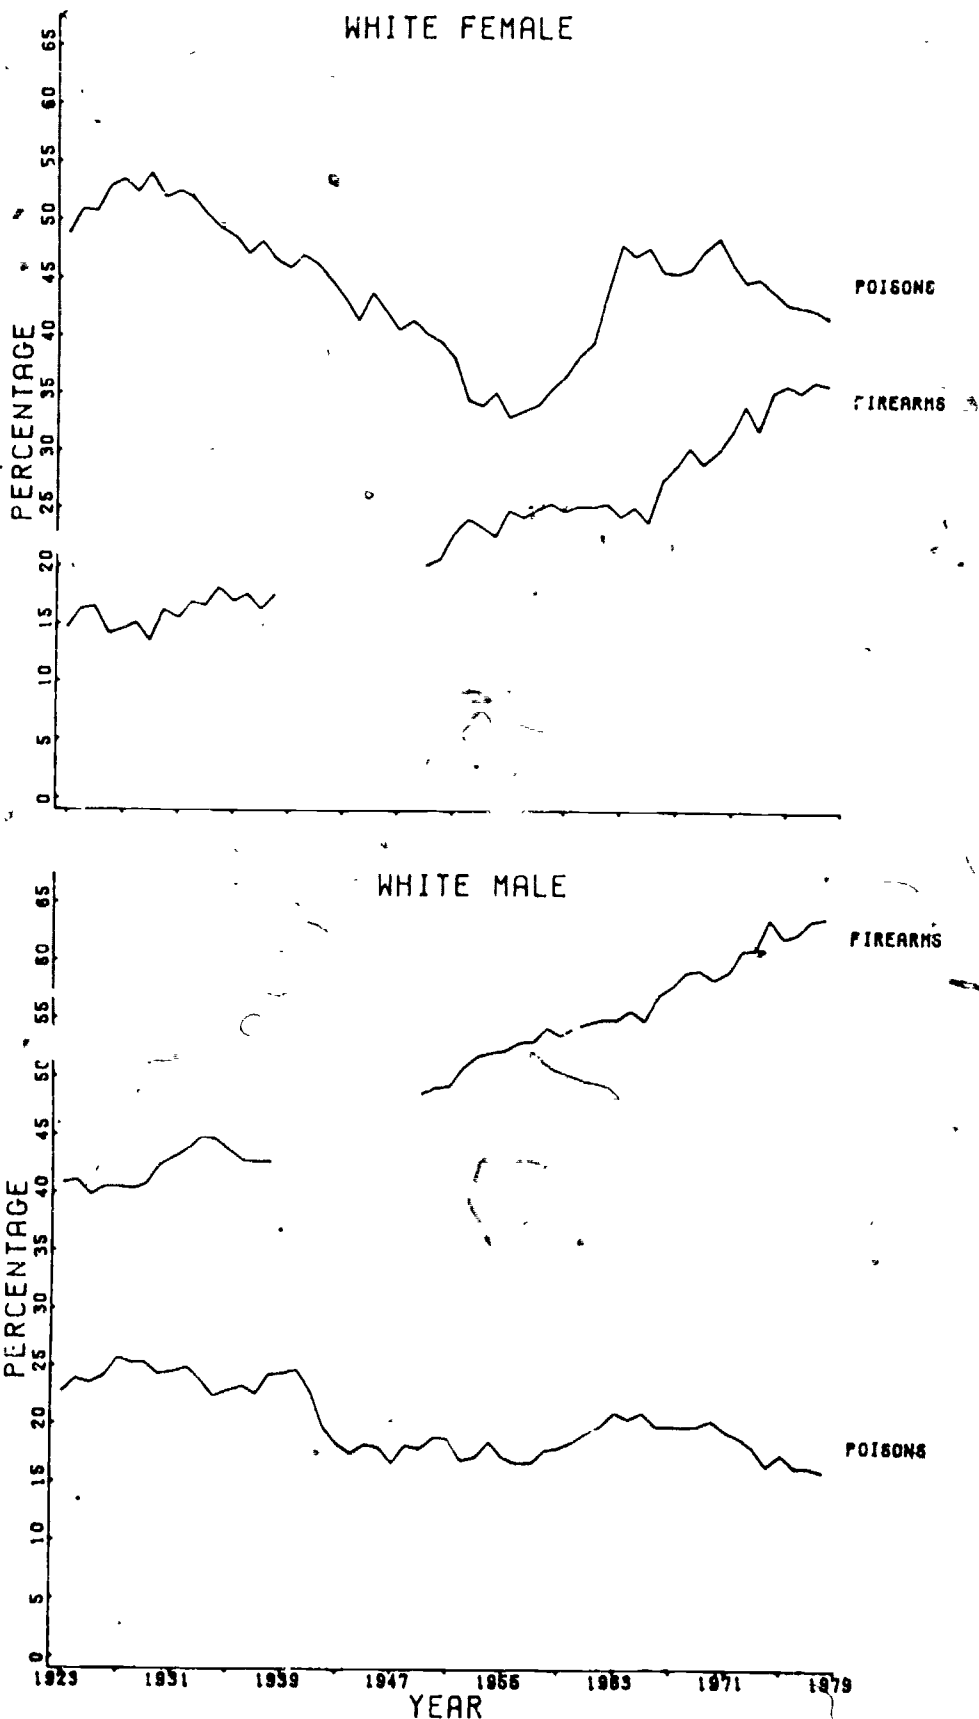 WHITE FEMALE
65
60
55
50
45
40
35
30
25
20
15
10
5
0
PERCENTAGE
POISONS
FIREARMS
WHITE MALE
65
60
55
50
45
40
35
30
25
20
15
10
5
0
PERCENTAGE
FIREARMS
POISONS
1923 1931 1939 1947 1955 1963 1971 1979
YEAR